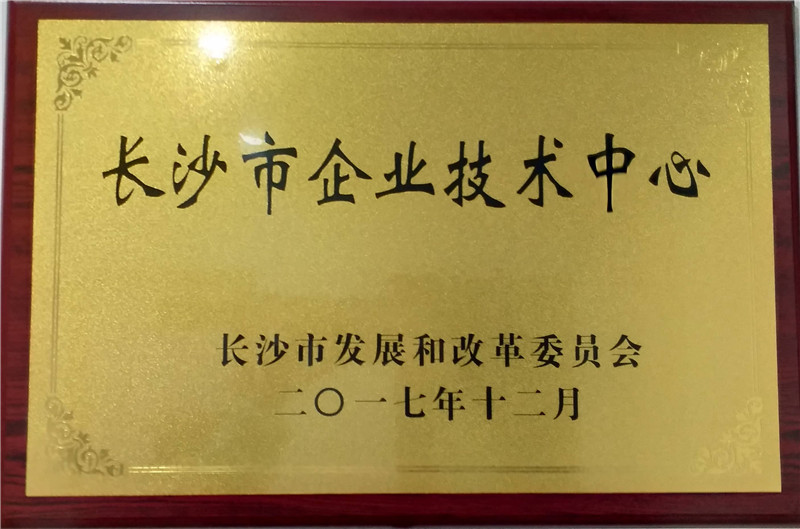 长沙市企业技术中心
长沙市发展和改革委员会
二〇一七年十二月